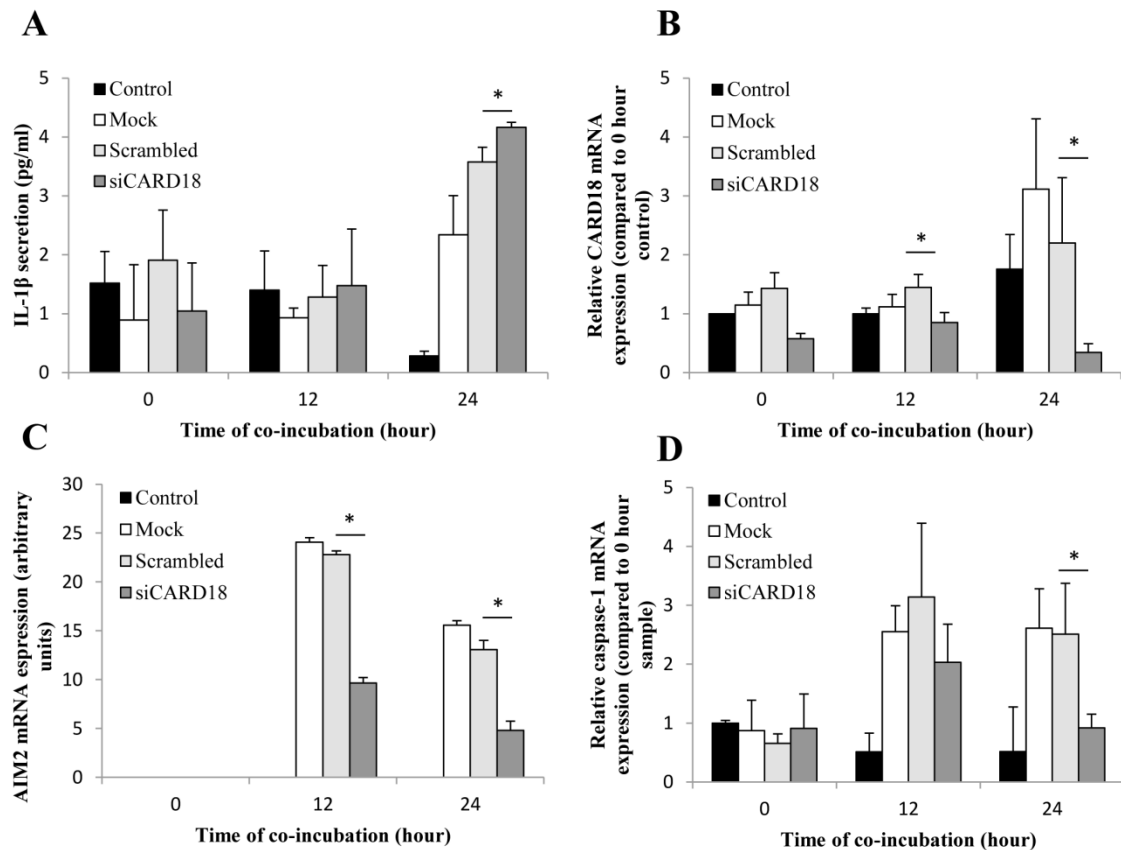 A
IL-1β secretion (pg/ml)
5
4
3
2
1
0
Control
Mock
Scrambled
siCARD18
*
0 12 24
Time of co-incubation (hour)
B
Relative CARD18 mRNA
expression (compared to 0 hour
control)
5
4
3
2
1
0
Control
Mock
Scrambled
siCARD18
*
*
0 12 24
Time of co-incubation (hour)
C
AIM2 mRNA espression (arbitrary
units)
30
25
20
15
10
5
0
Control
Mock
Scrambled
siCARD18
*
*
0 12 24
Time of co-incubation (hour)
D
Relative caspase-1 mRNA
expression (compared to 0 hour
sample)
5
4
3
2
1
0
Control
Mock
Scrambled
siCARD18
*
0 12 24
Time of co-incubation (hour)